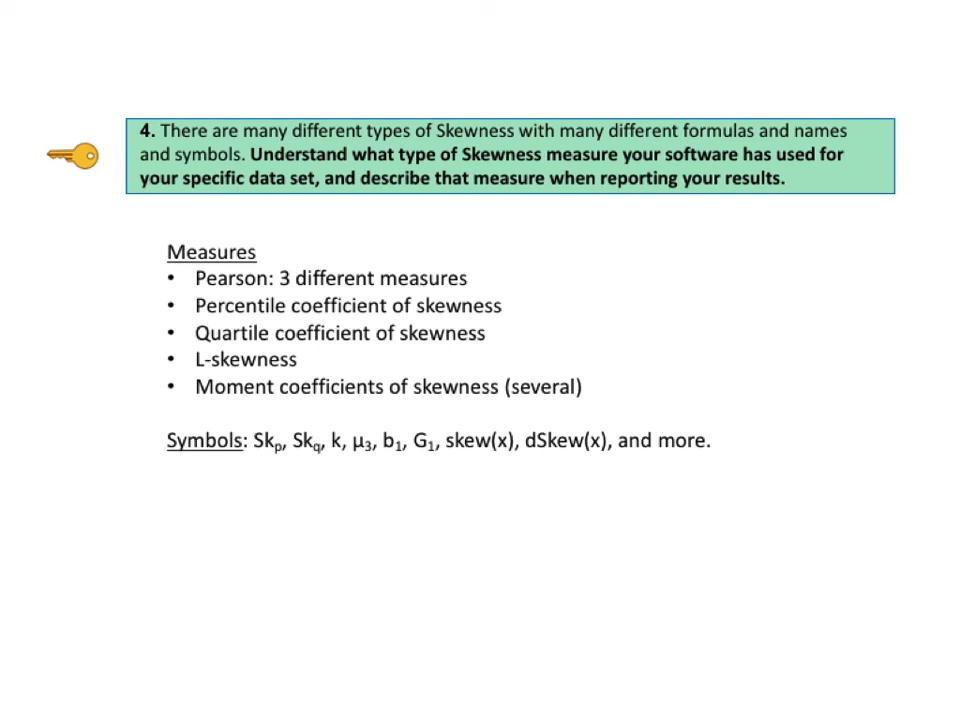 4. There are many different types of Skewness with many different formulas and names
and symbols. Understand what type of Skewness measure your software has used for
your specific data set, and describe that measure when reporting your results.
Measures
• Pearson: 3 different measures
• Percentile coefficient of skewness
• Quartile coefficient of skewness
• L-skewness
• Moment coefficients of skewness (several)
Symbols: Skp, Skq, k, μ3, b1, G1, skew(x), dSkew(x), and more.